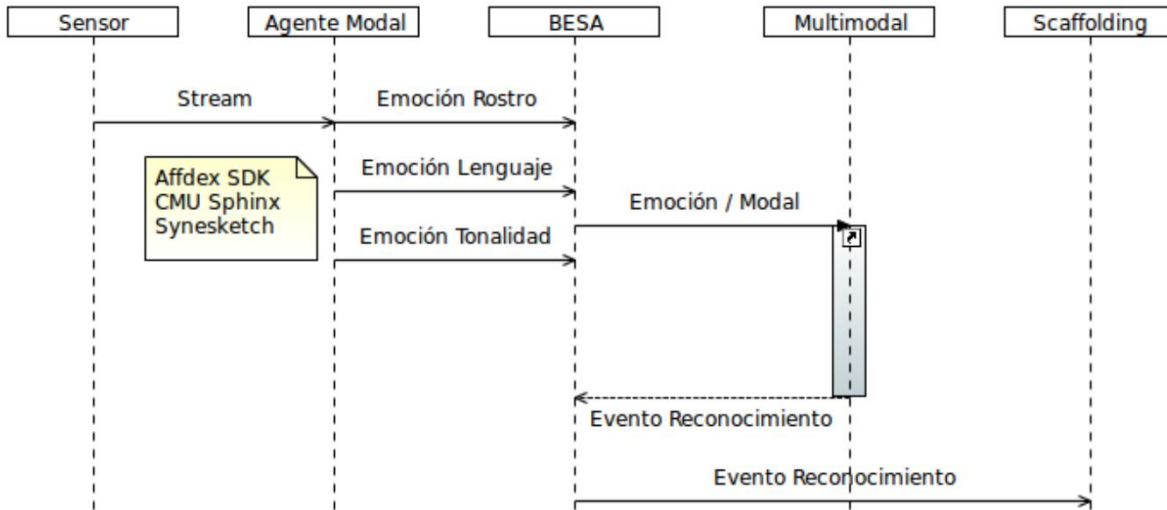 Sensor
Agente Modal
BESA
Multimodal
Scaffolding
Stream
Emoción Rostro
Affdex SDK
CMU Sphinx
Synesketch
Emoción Lenguaje
Emoción / Modal
Emoción Tonalidad
Evento Reconocimiento
Evento Reconocimiento